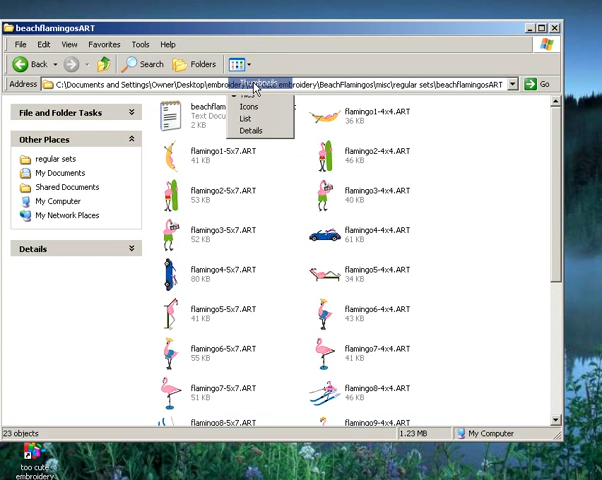 beachflamingosART
File Edit View Favorites Tools Help
Back Search Folders
Address C:\Documents and Settings\Owner\Desktop\embroidery\ embroidery\BeachFlamingos\misc\regular sets\beachflamingosART Go
Thumbnails
Icons
List
Details
File and Folder Tasks
Other Places
regular sets
My Documents
Shared Documents
My Computer
My Network Places
Details
beachflam
Text Docu
2 KB
flamingo1-4x4.ART
36 KB
flamingo1-5x7.ART
41 KB
flamingo2-4x4.ART
46 KB
flamingo2-5x7.ART
53 KB
flamingo3-4x4.ART
40 KB
flamingo3-5x7.ART
52 KB
flamingo4-4x4.ART
61 KB
flamingo4-5x7.ART
80 KB
flamingo5-4x4.ART
34 KB
flamingo5-5x7.ART
41 KB
flamingo6-4x4.ART
43 KB
flamingo6-5x7.ART
55 KB
flamingo7-4x4.ART
41 KB
flamingo7-5x7.ART
51 KB
flamingo8-4x4.ART
46 KB
flamingo8-5x7.ART
flamingo9-4x4.ART
23 objects 1.23 MB My Computer
too cute
embroidery